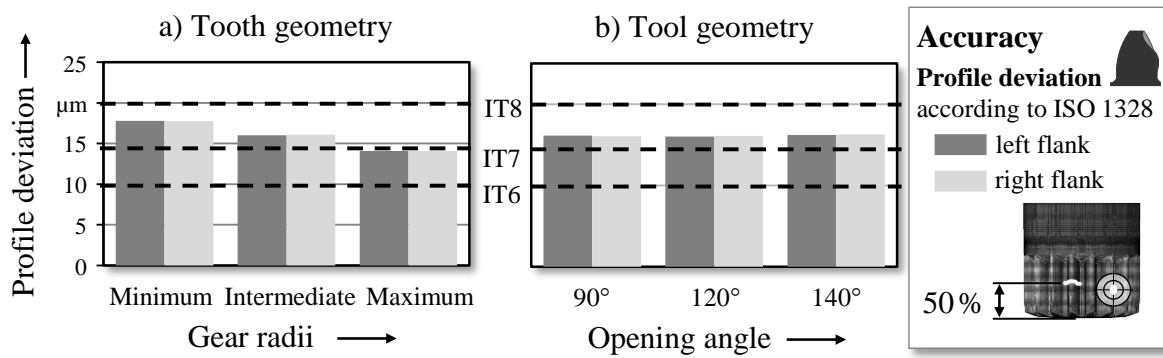 a) Tooth geometry
b) Tool geometry
Profile deviation
25
µm
15
10
5
0
Minimum
Intermediate
Maximum
Gear radii
IT8
IT7
IT6
90°
120°
140°
Opening angle
Accuracy
Profile deviation
according to ISO 1328
left flank
right flank
50 %